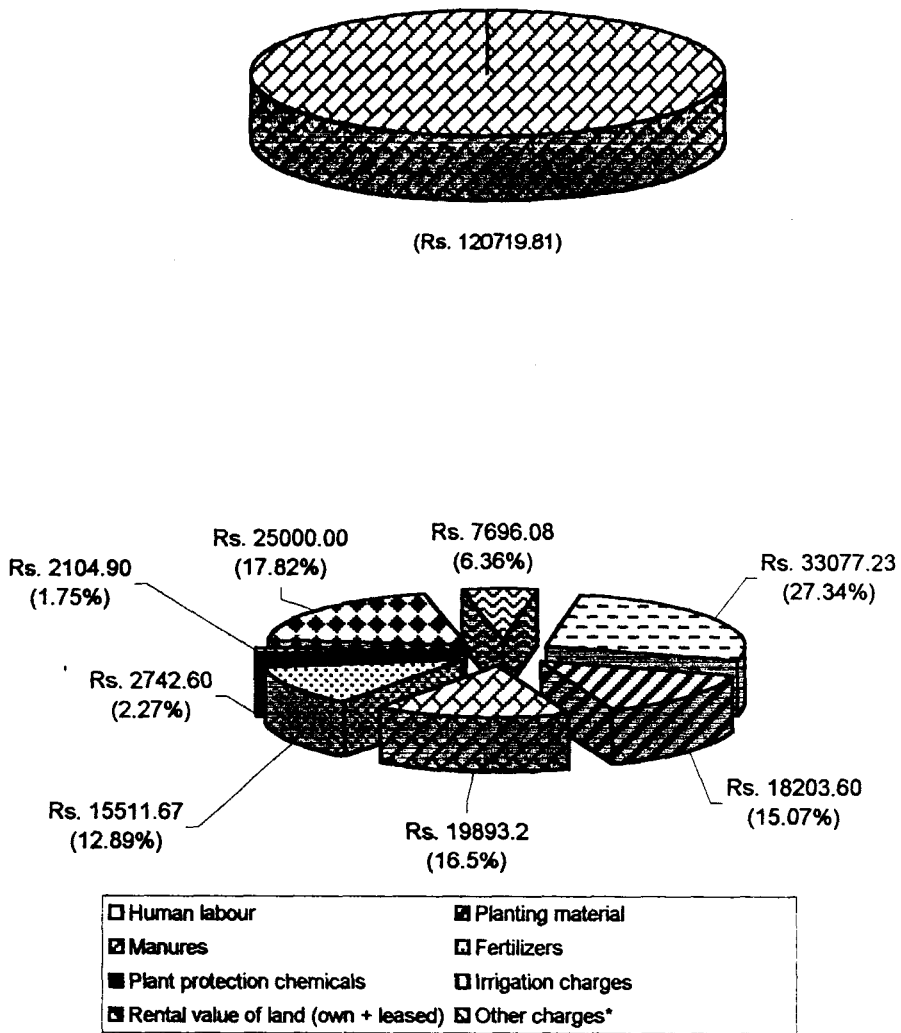 (Rs. 120719.81)
Rs. 25000.00
(17.82%)
Rs. 7696.08
(6.36%)
Rs. 33077.23
(27.34%)
Rs. 2104.90
(1.75%)
Rs. 2742.60
(2.27%)
Rs. 15511.67
(12.89%)
Rs. 19893.2
(16.5%)
Rs. 18203.60
(15.07%)
Human labour
Planting material
Manures
Fertilizers
Plant protection chemicals
Irrigation charges
Rental value of land (own + leased)
Other charges*